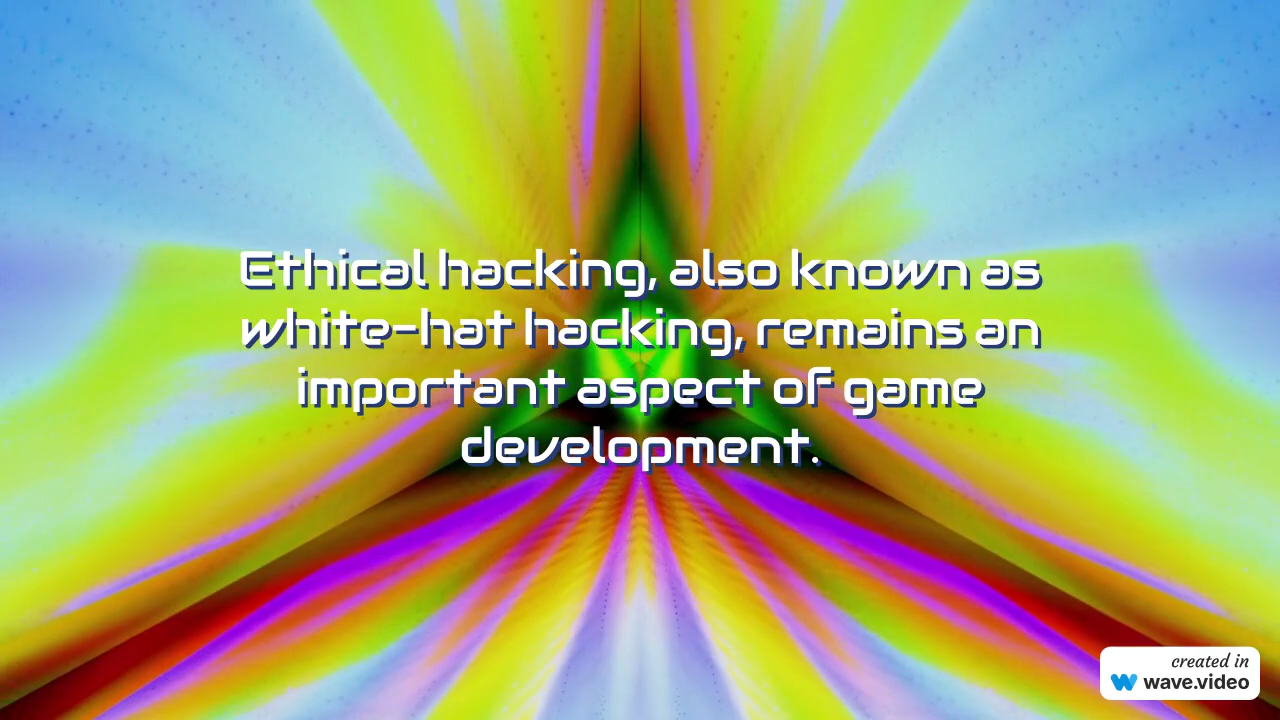 Ethical hacking, also known as
white-hat hacking, remains an
important aspect of game
development.
created in
wave.video